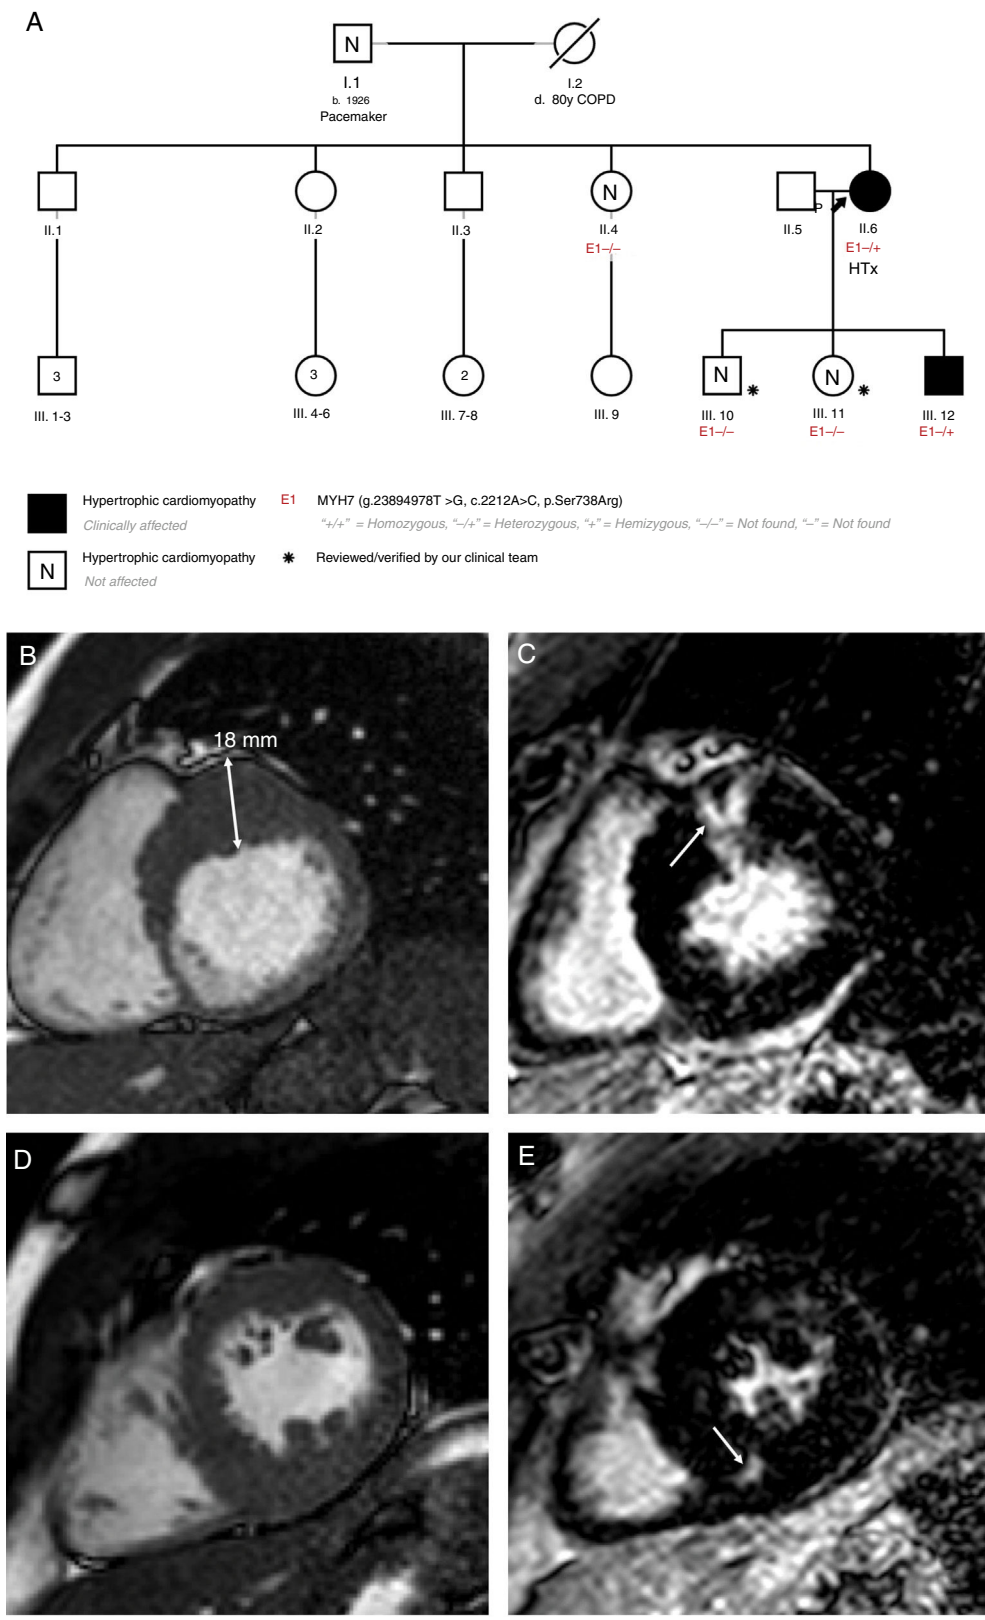 A
N
I.1
b. 1926
Pacemaker
I.2
d. 80y COPD
II.1
II.2
II.3
N
II.4
E1–/–
II.5
P
II.6
E1–/+
HTx
3
III. 1-3
3
III. 4-6
2
III. 7-8
III. 9
N
III. 10
E1–/–
N
III. 11
E1–/–
III. 12
E1–/+
Hypertrophic cardiomyopathy
Clinically affected
E1 MYH7 (g.23894978T >G, c.2212A>C, p.Ser738Arg)
“+/+” = Homozygous, “–/+” = Heterozygous, “+” = Hemizygous, “–/–” = Not found, “–” = Not found
N
Hypertrophic cardiomyopathy
Not affected
* Reviewed/verified by our clinical team
B
18 mm
C
D
E